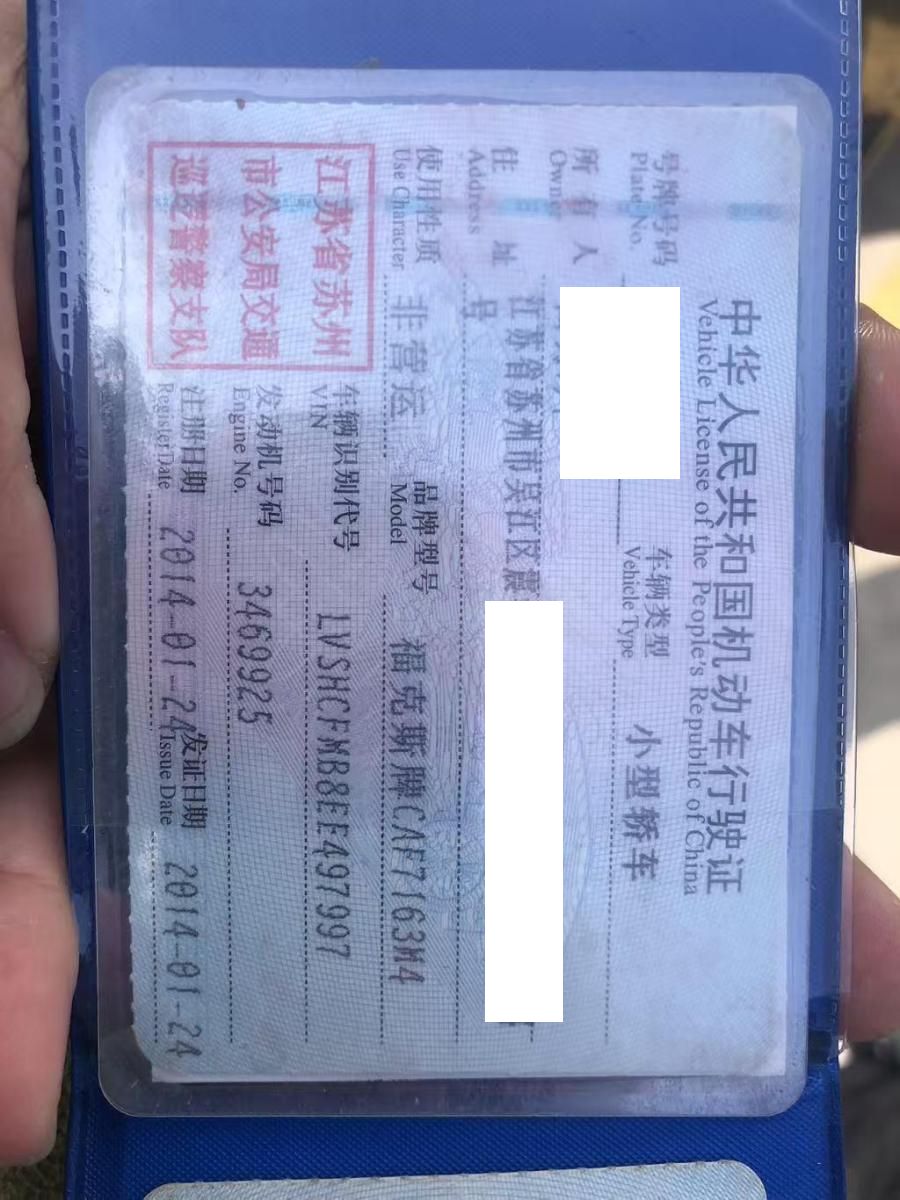 中华人民共和国机动车行驶证
Vehicle License of the People's Republic of China
号牌号码
Plate No.
车辆类型 小型轿车
Vehicle Type
所有人
Owner
住址 江苏省苏州市吴江区震
Address
号
使用性质 非营运
Use Character
品牌型号 福克斯牌CAF7163M4
Model
江苏省苏州
市公安局交通
巡逻警察支队
车辆识别代号 LVSHCFMB8EE497997
VIN
发动机号码 3469925
Engine No.
注册日期 2014-01-24 发证日期 2014-01-24
Register Date Issue Date